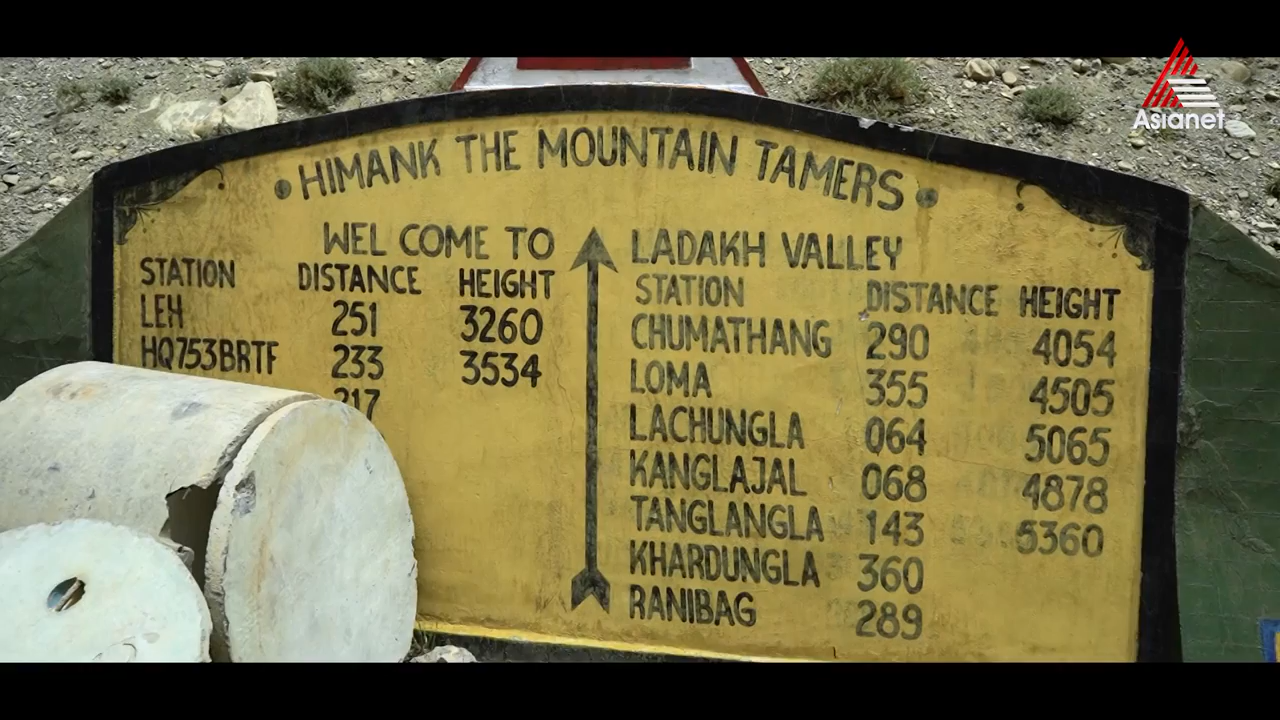 Asianet
HIMANK THE MOUNTAIN TAMERS
WEL COME TO LADAKH VALLEY
STATION DISTANCE HEIGHT
LEH 251 3260
HQ753BRTF 233 3534
217
STATION DISTANCE HEIGHT
CHUMATHANG 290 4054
LOMA 355 4505
LACHUNGLA 064 5065
KANGLAJAL 068 4878
TANGLANGLA 143 5360
KHARDUNGLA 360
RANIBAG 289